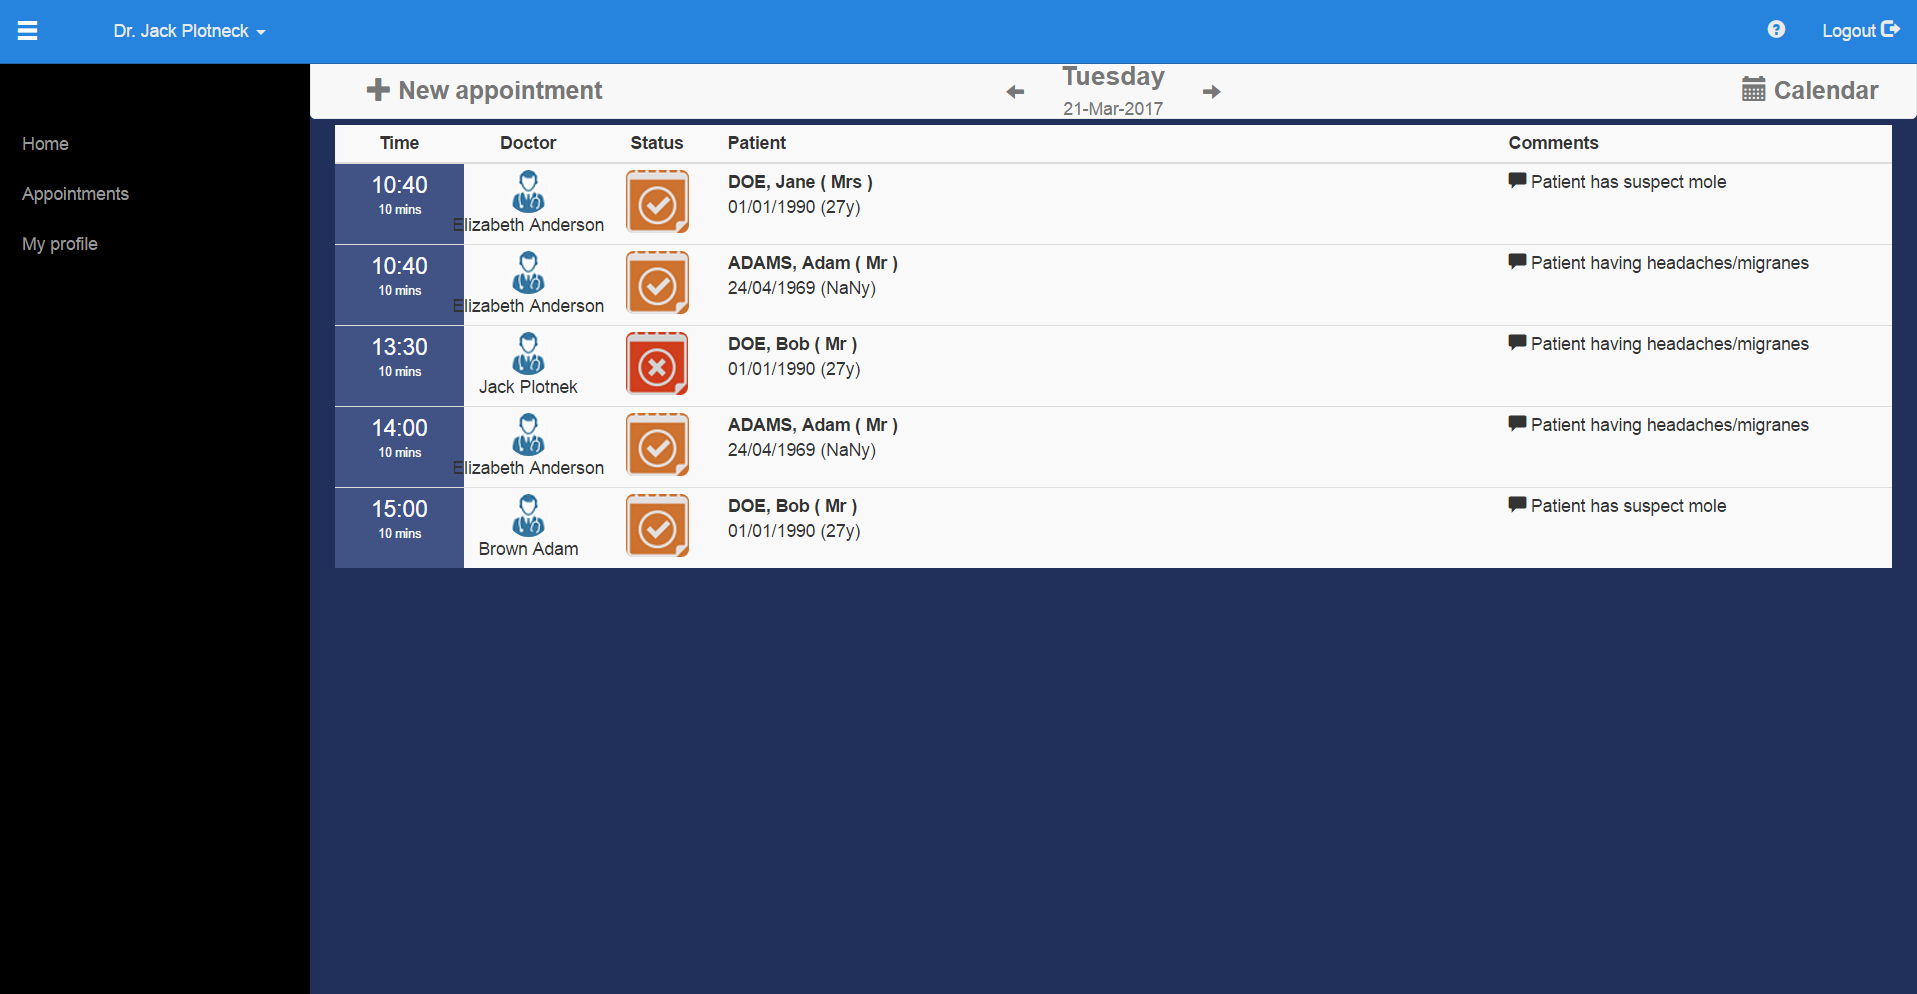 Dr. Jack Plotneck
Logout
Home
Appointments
My profile
New appointment
Tuesday
21-Mar-2017
Calendar
Time Doctor Status Patient Comments
10:40
10 mins
Elizabeth Anderson
DOE, Jane ( Mrs )
01/01/1990 (27y)
Patient has suspect mole
10:40
10 mins
Elizabeth Anderson
ADAMS, Adam ( Mr )
24/04/1969 (NaNy)
Patient having headaches/migranes
13:30
10 mins
Jack Plotnek
DOE, Bob ( Mr )
01/01/1990 (27y)
Patient having headaches/migranes
14:00
10 mins
Elizabeth Anderson
ADAMS, Adam ( Mr )
24/04/1969 (NaNy)
Patient having headaches/migranes
15:00
10 mins
Brown Adam
DOE, Bob ( Mr )
01/01/1990 (27y)
Patient has suspect mole